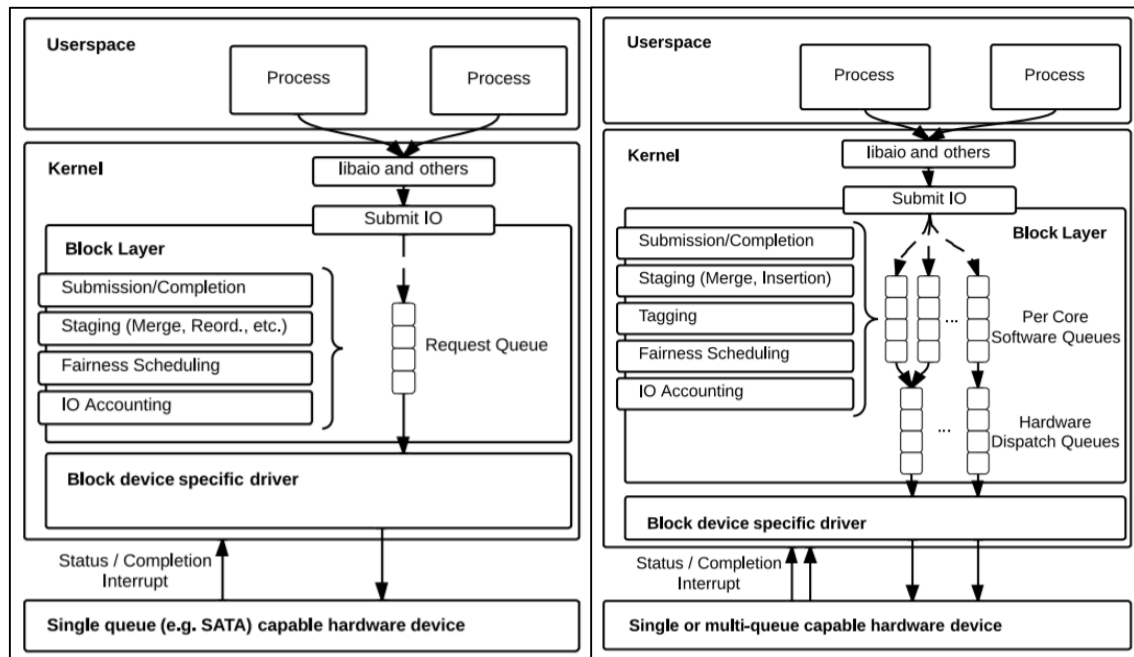 Userspace
Process
Process
Kernel
libaio and others
Submit IO
Block Layer
Submission/Completion
Staging (Merge, Reord., etc.)
Fairness Scheduling
IO Accounting
Request Queue
Block device specific driver
Status / Completion
Interrupt
Single queue (e.g. SATA) capable hardware device
Userspace
Process
Process
Kernel
libaio and others
Submit IO
Block Layer
Submission/Completion
Staging (Merge, Insertion)
Tagging
Fairness Scheduling
IO Accounting
...
Per Core
Software Queues
...
Hardware
Dispatch Queues
Block device specific driver
Status / Completion
Interrupt
Single or multi-queue capable hardware device